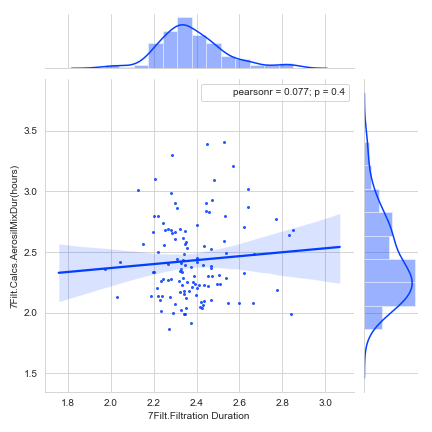 pearsonr = 0.077; p = 0.4
3.5
3.0
2.5
2.0
1.5
7Filt.Calcs.AerosilMixDur(hours)
1.8 2.0 2.2 2.4 2.6 2.8 3.0
7Filt.Filtration Duration